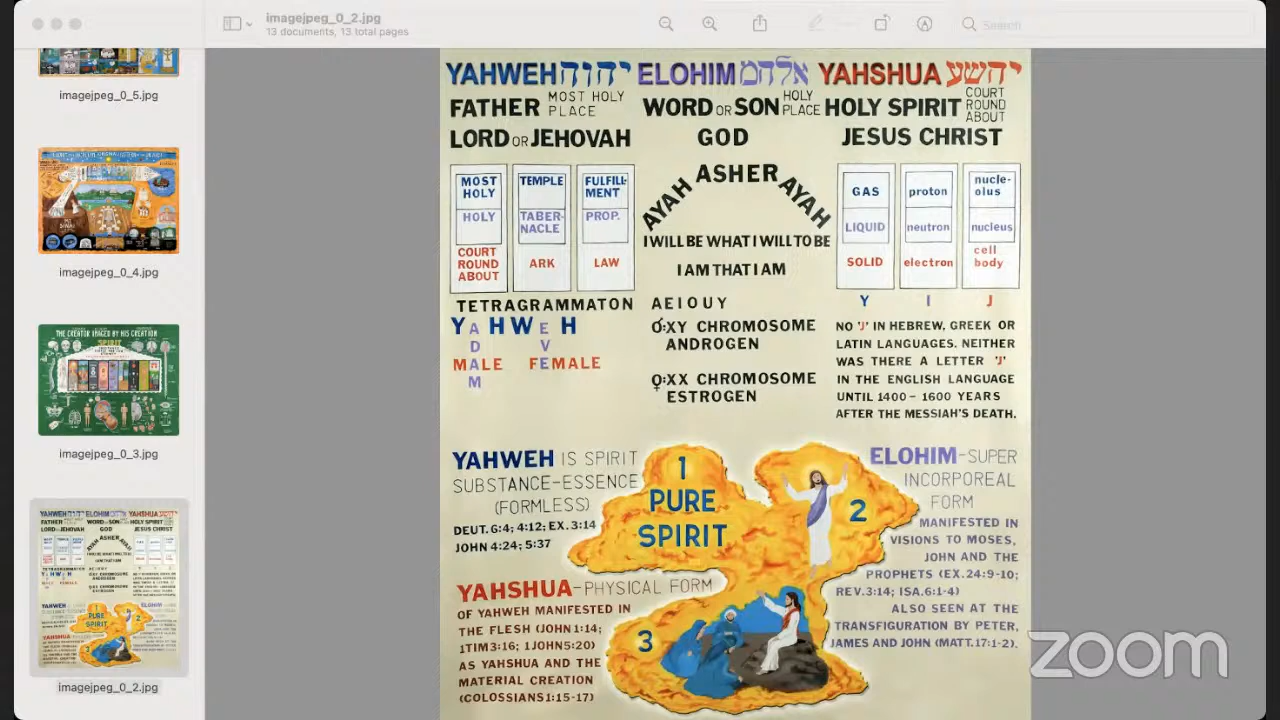 imagejpeg_0_2.jpg
13 documents, 13 total pages
Search
imagejpeg_0_5.jpg
imagejpeg_0_4.jpg
imagejpeg_0_3.jpg
imagejpeg_0_2.jpg
YAHWEH יהוה ELOHIM אלהמ YAHSHUA יהשע
FATHER MOST HOLY PLACE WORD OR SON HOLY PLACE HOLY SPIRIT COURT ROUND ABOUT
LORD OR JEHOVAH GOD JESUS CHRIST
MOST HOLY
HOLY
COURT ROUND ABOUT
TEMPLE
TABER-
NACLE
ARK
FULFILL-
MENT
PROP.
LAW
AYAH ASHER AYAH
I WILL BE WHAT I WILL TO BE
I AM THAT I AM
GAS
LIQUID
SOLID
proton
neutron
electron
nucle-
olus
nucleus
cell
body
Y I J
TETRAGRAMMATON
YAHWEH
ADAM
EVE
MALE FEMALE
A E I O U Y
♂:XY CHROMOSOME
ANDROGEN
♀:XX CHROMOSOME
ESTROGEN
NO 'J' IN HEBREW, GREEK OR
LATIN LANGUAGES. NEITHER
WAS THERE A LETTER 'J'
IN THE ENGLISH LANGUAGE
UNTIL 1400 - 1600 YEARS
AFTER THE MESSIAH'S DEATH.
YAHWEH IS SPIRIT
SUBSTANCE-ESSENCE
(FORMLESS)
DEUT. 6:4; 4:12; EX. 3:14
JOHN 4:24; 5:37
1
PURE
SPIRIT
2
ELOHIM-SUPER
INCORPOREAL
FORM
MANIFESTED IN
VISIONS TO MOSES,
JOHN AND THE
PROPHETS (EX.24:9-10;
REV.3:14; ISA.6:1-4)
ALSO SEEN AT THE
TRANSFIGURATION BY PETER,
JAMES AND JOHN (MATT.17:1-2).
YAHSHUA-PHYSICAL FORM
OF YAHWEH MANIFESTED IN
THE FLESH (JOHN 1:14;
1TIM3:16; 1JOHN5:20)
AS YAHSHUA AND THE
MATERIAL CREATION
(COLOSSIANS1:15-17)
3
zoom